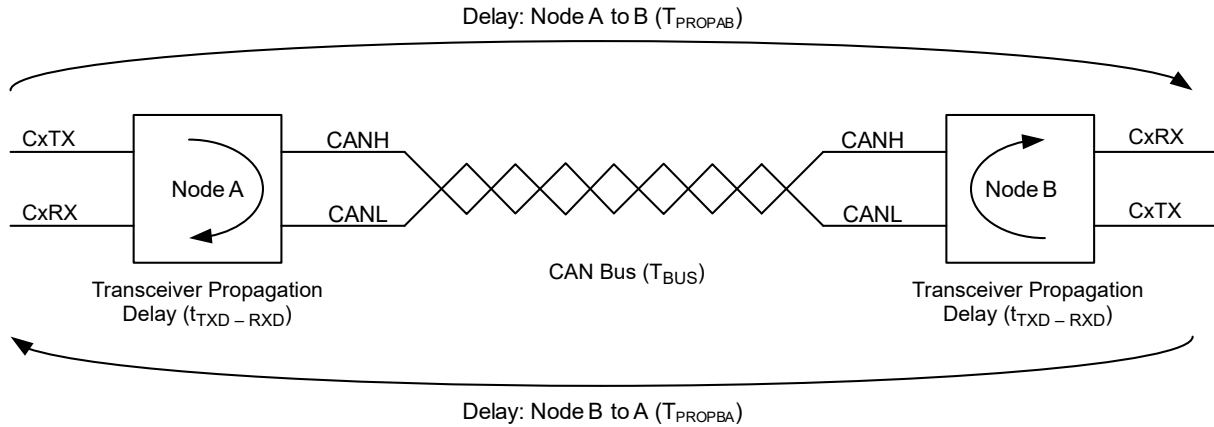 Delay: Node A to B (TPROPAB)
CxTX
CANH
CANH
CxRX
Node A
Node B
CxRX
CANL
CANL
CxTX
CAN Bus (TBUS)
Transceiver Propagation
Delay (tTXD – RXD)
Transceiver Propagation
Delay (tTXD – RXD)
Delay: Node B to A (TPROPBA)